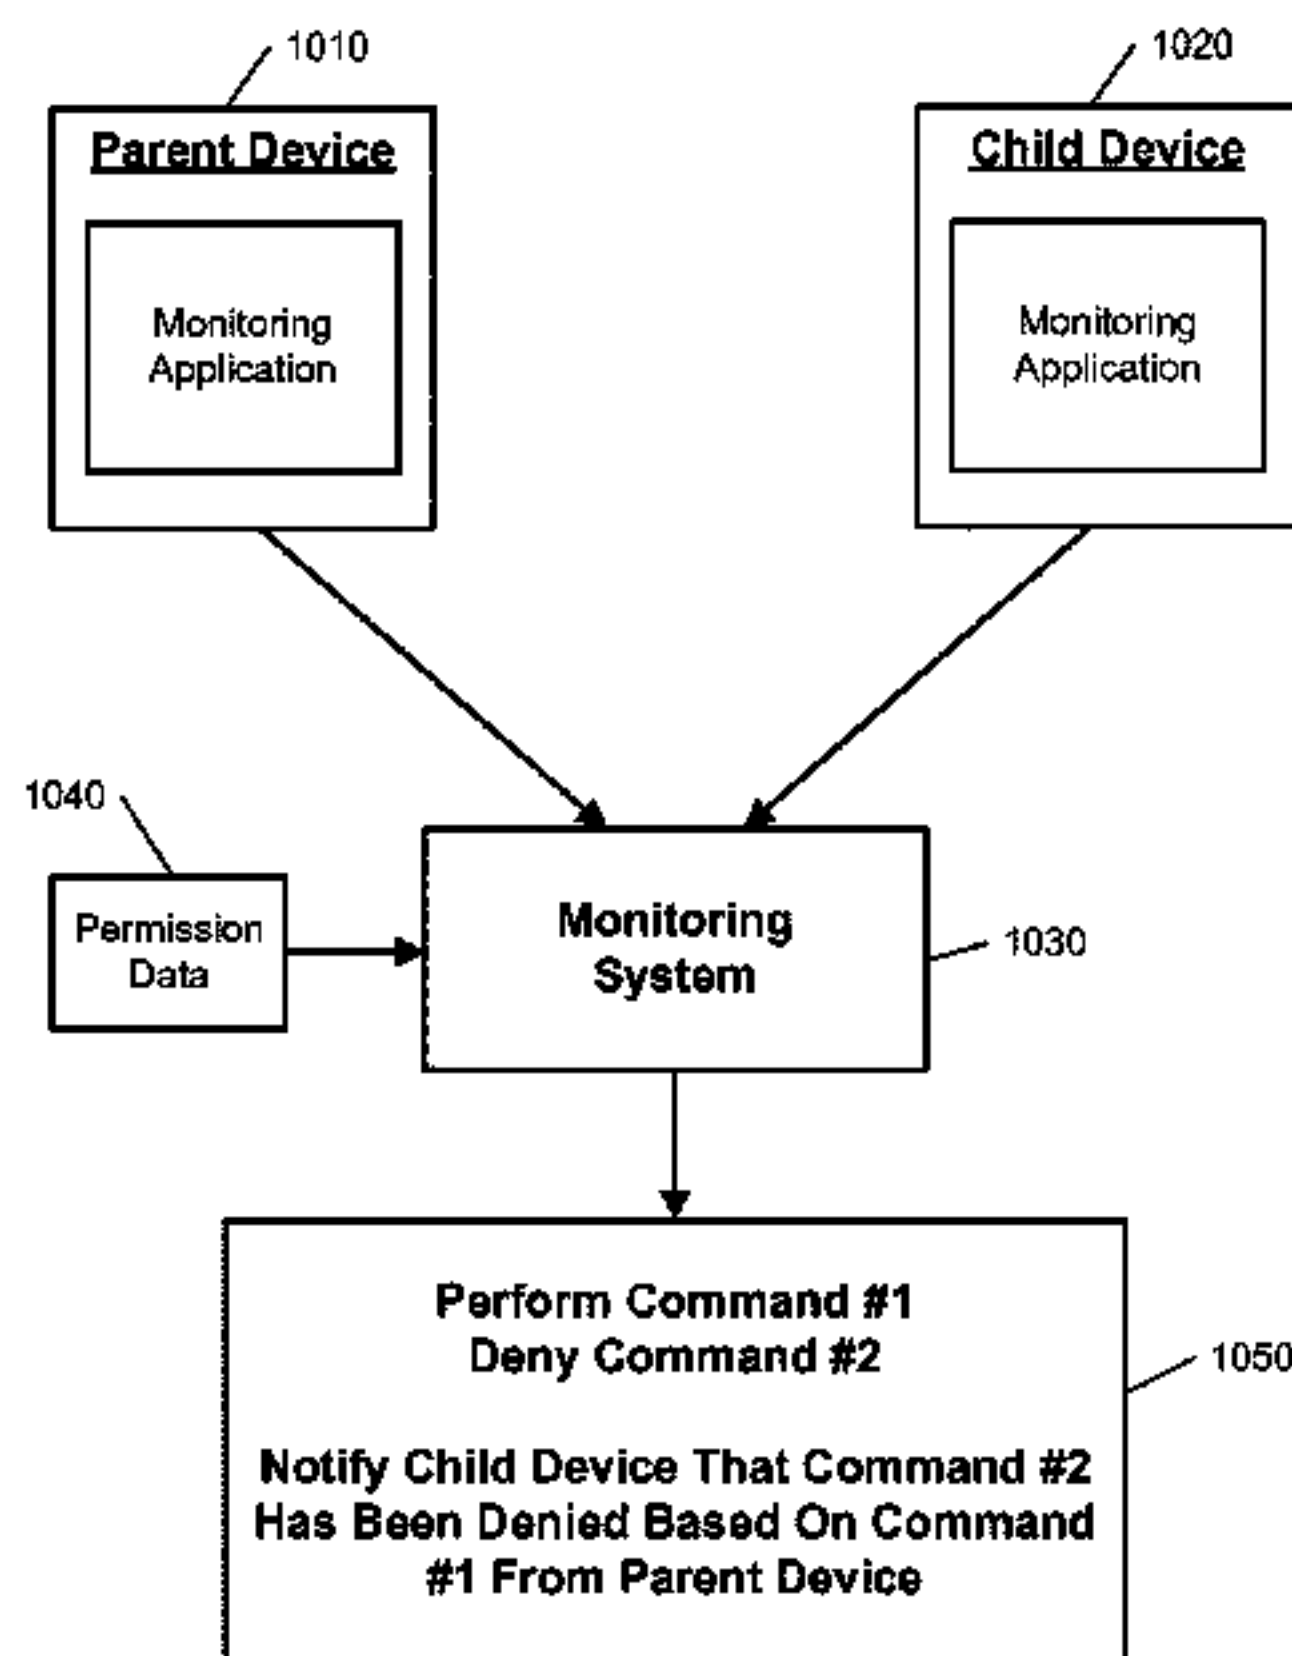 1010
1020
Parent Device
Child Device
Monitoring
Application
Monitoring
Application
1040
Permission
Data
Monitoring
System
1030
Perform Command #1
Deny Command #2
1050
Notify Child Device That Command #2
Has Been Denied Based On Command
#1 From Parent Device